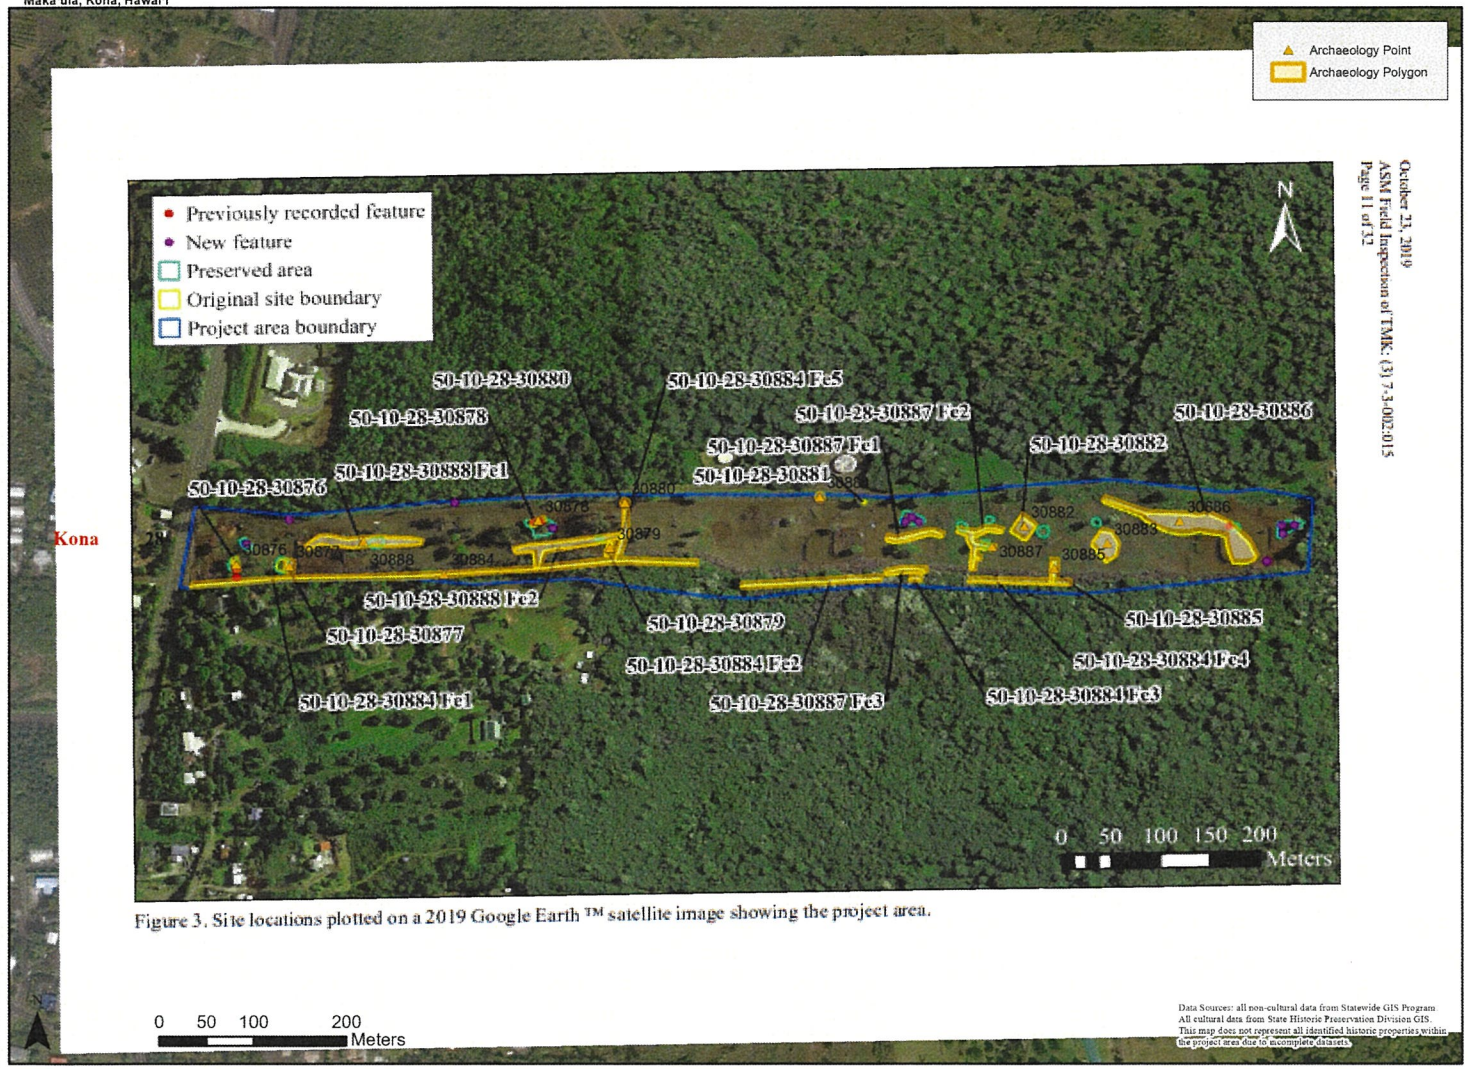 Maka'ula, Kona, Hawai'i
Archaeology Point
Archaeology Polygon
October 23, 2019
ASM Field Inspection of TMK: (3) 7-3-002:015
Page 11 of 32
Previously recorded feature
New feature
Preserved area
Original site boundary
Project area boundary
N
50-10-28-30880
50-10-28-30884 Fe5
50-10-28-30878
50-10-28-30887 Fe2
50-10-28-30886
50-10-28-30887 Fe1
50-10-28-30882
50-10-28-30888 Fe1
50-10-28-30881
50-10-28-30876
30880
30878
30882
30886
30883
30879
Kona
28
30876
30877
30888
30884
30887
30885
50-10-28-30888 Fe2
50-10-28-30877
50-10-28-30879
50-10-28-30885
50-10-28-30884 Fe2
50-10-28-30884 Fe4
50-10-28-30884 Fe1
50-10-28-30887 Fe3
50-10-28-30884 Fe3
0 50 100 150 200
Meters
Figure 3. Site locations plotted on a 2019 Google Earth ™ satellite image showing the project area.
N
0 50 100 200
Meters
Data Sources: all non-cultural data from Statewide GIS Program
All cultural data from State Historic Preservation Division GIS.
This map does not represent all identified historic properties within
the project area due to incomplete datasets.